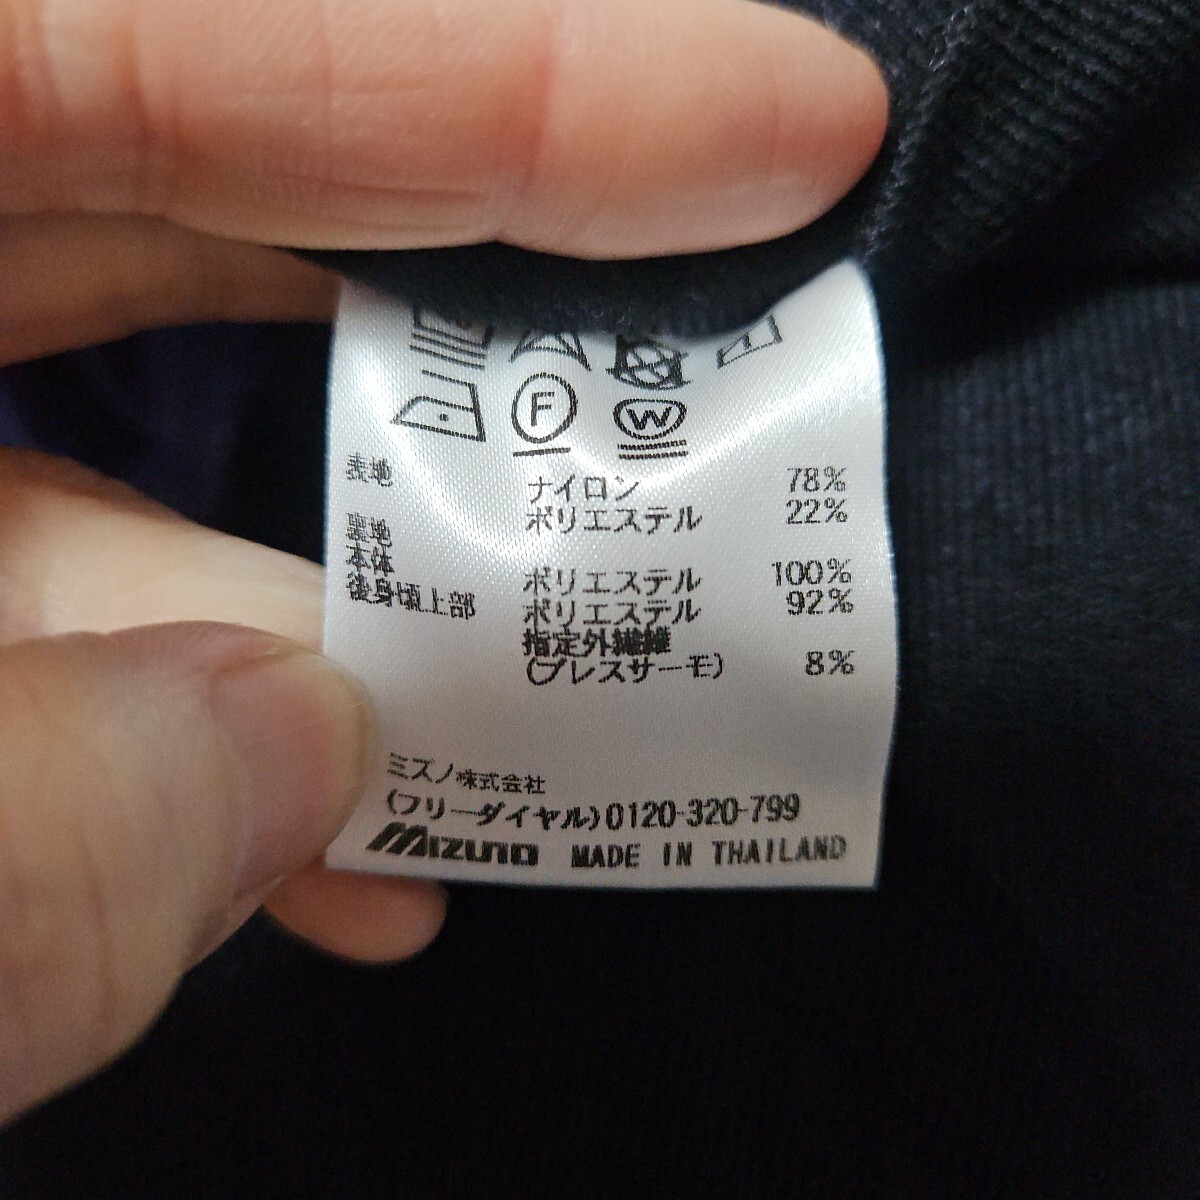 F W
表地 ナイロン 78%
ポリエステル 22%
裏地
本体 ポリエステル 100%
後身頃上部 ポリエステル 92%
指定外繊維
(ブレスサーモ) 8%
ミズノ株式会社
(フリーダイヤル)0120-320-799
MIZUNO MADE IN THAILAND